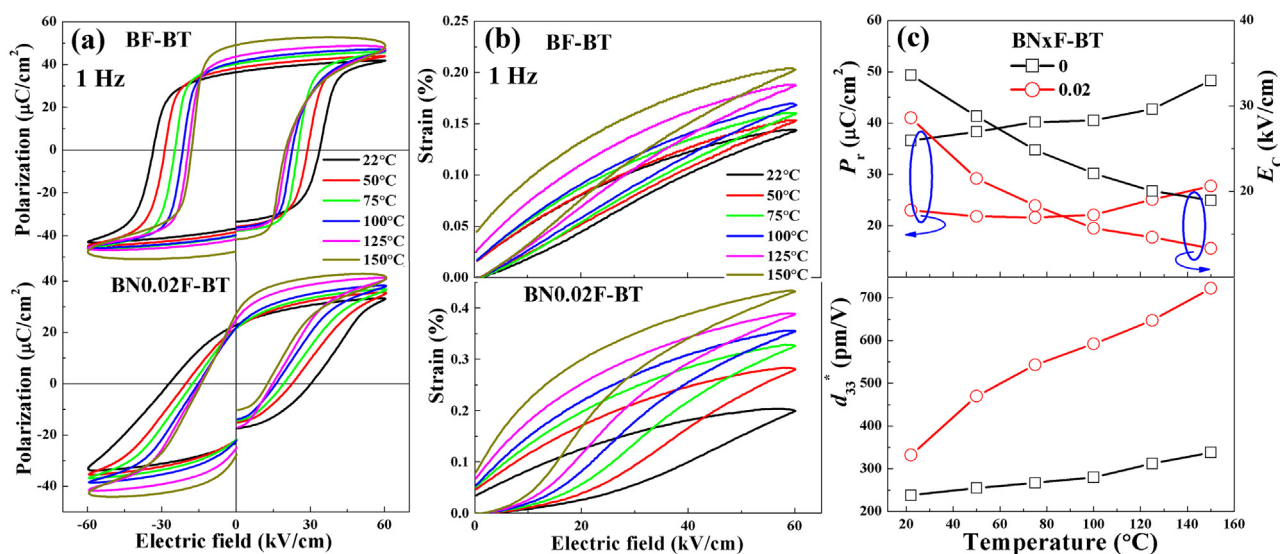 (a)
BF-BT
1 Hz
Polarization (μC/cm²)
60
40
20
0
-20
-40
-60
22°C
50°C
75°C
100°C
125°C
150°C
BN0.02F-BT
Polarization (μC/cm²)
40
20
0
-20
-40
-60
-30
0
30
60
Electric field (kV/cm)
(b)
BF-BT
1 Hz
Strain (%)
0.25
0.20
0.15
0.10
0.05
0.00
22°C
50°C
75°C
100°C
125°C
150°C
BN0.02F-BT
Strain (%)
0.4
0.3
0.2
0.1
0.0
0
20
40
60
Electric field (kV/cm)
(c)
BNxF-BT
0
0.02
Pr (μC/cm²)
60
50
40
30
20
EC (kV/cm)
40
30
20
d33* (pm/V)
700
600
500
400
300
200
20
40
60
80
100
120
140
160
Temperature (°C)